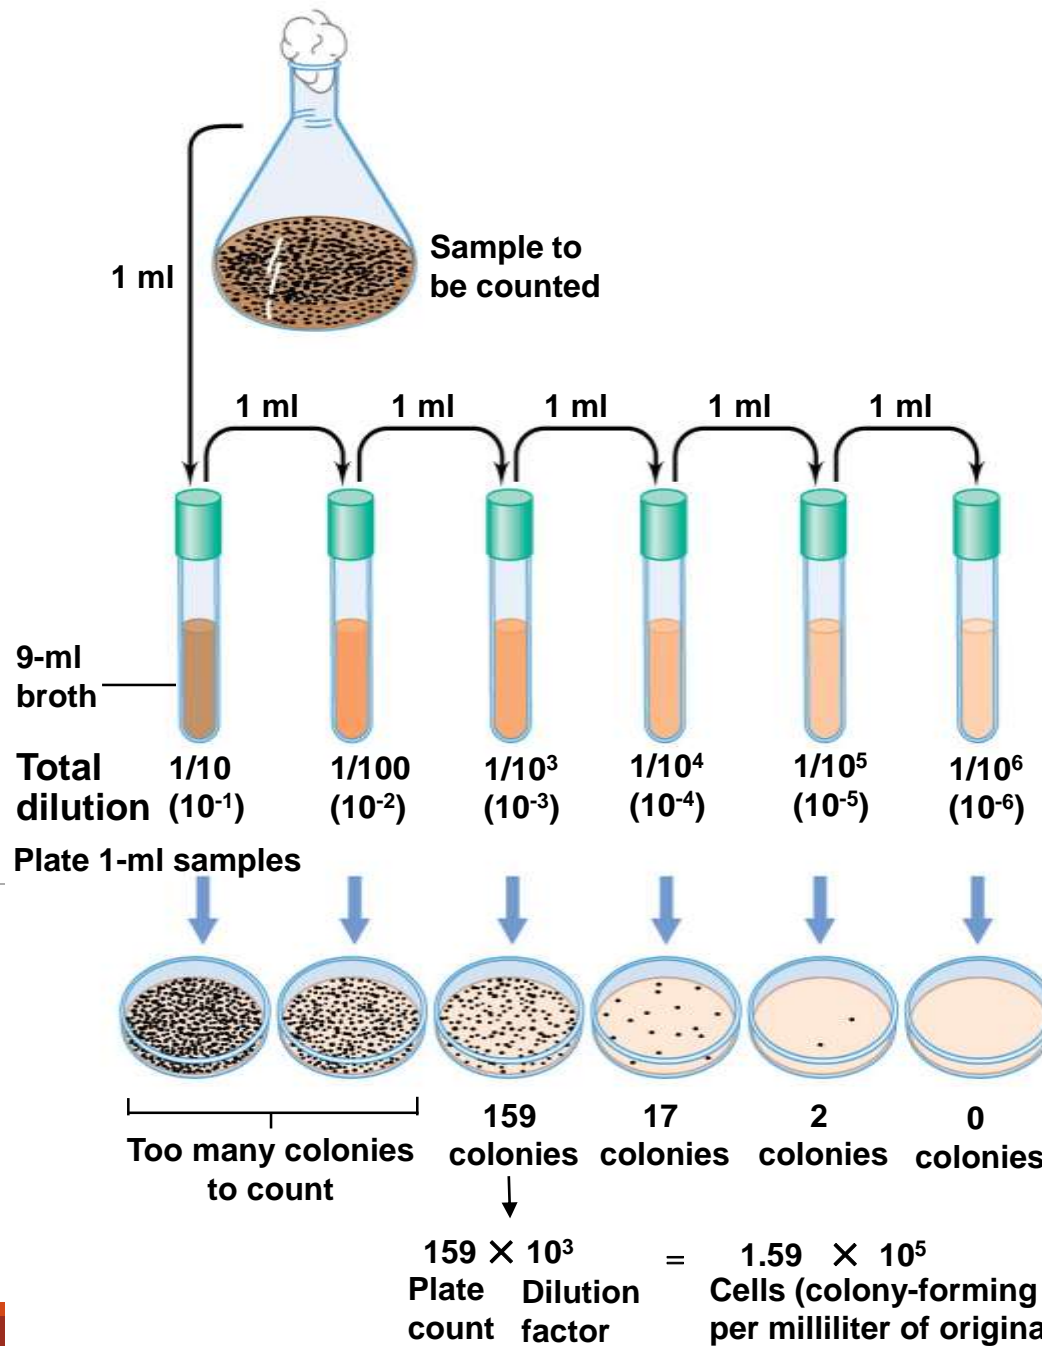 Sample to
be counted
1 ml
1 ml 1 ml 1 ml 1 ml 1 ml
9-ml
broth
Total 1/10 1/100 1/10³ 1/10⁴ 1/10⁵ 1/10⁶
dilution (10⁻¹) (10⁻²) (10⁻³) (10⁻⁴) (10⁻⁵) (10⁻⁶)
Plate 1-ml samples
159 17 2 0
colonies colonies colonies colonies
Too many colonies
to count
159 × 10³ = 1.59 × 10⁵
Plate Dilution Cells (colony-forming
count factor per milliliter of origina